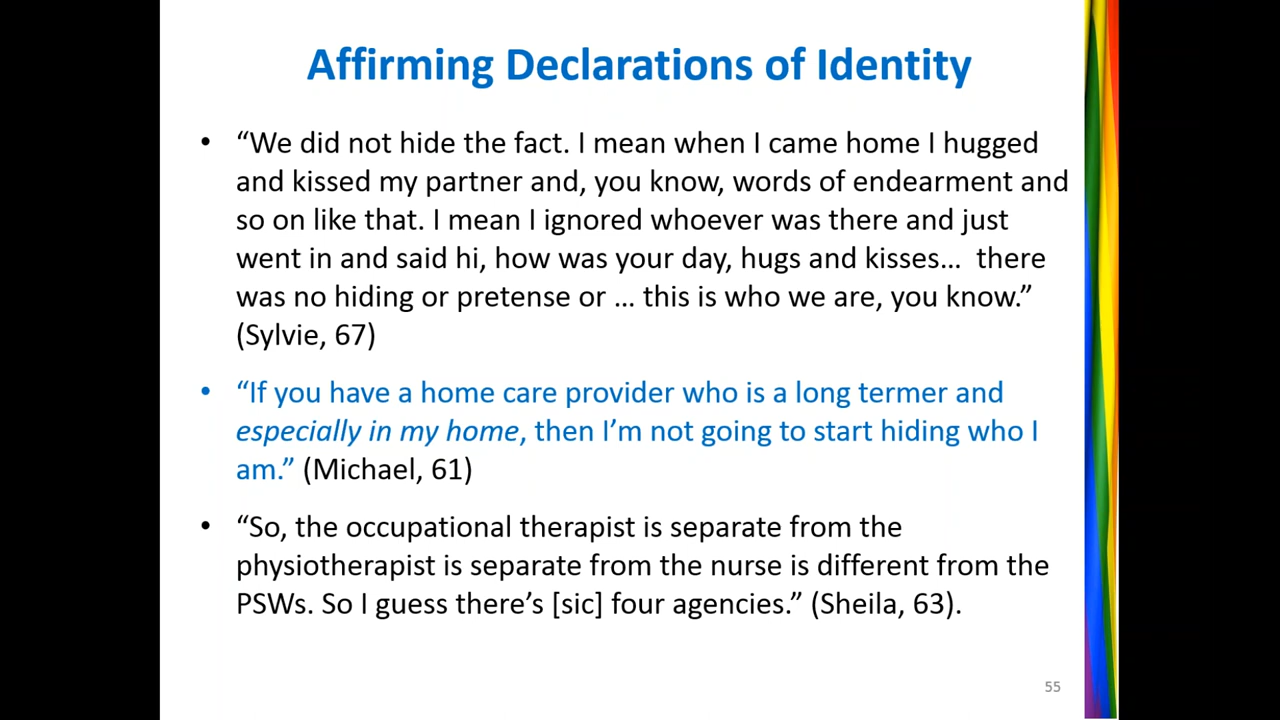 Affirming Declarations of Identity
• “We did not hide the fact. I mean when I came home I hugged
and kissed my partner and, you know, words of endearment and
so on like that. I mean I ignored whoever was there and just
went in and said hi, how was your day, hugs and kisses…  there
was no hiding or pretense or … this is who we are, you know.”
(Sylvie, 67)
• “If you have a home care provider who is a long termer and
especially in my home, then I’m not going to start hiding who I
am.” (Michael, 61)
• “So, the occupational therapist is separate from the
physiotherapist is separate from the nurse is different from the
PSWs. So I guess there’s [sic] four agencies.” (Sheila, 63).
55